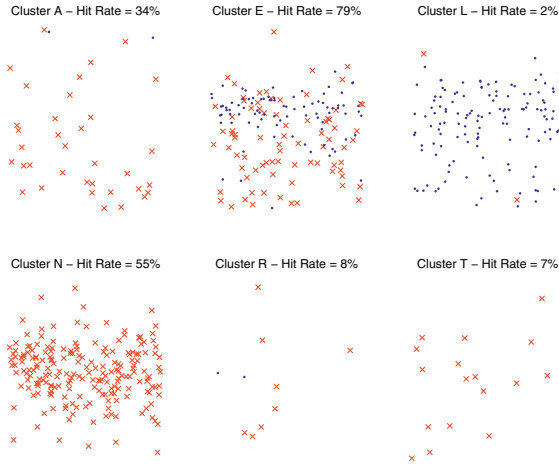 Cluster A – Hit Rate = 34%
Cluster E – Hit Rate = 79%
Cluster L – Hit Rate = 2%
Cluster N – Hit Rate = 55%
Cluster R – Hit Rate = 8%
Cluster T – Hit Rate = 7%